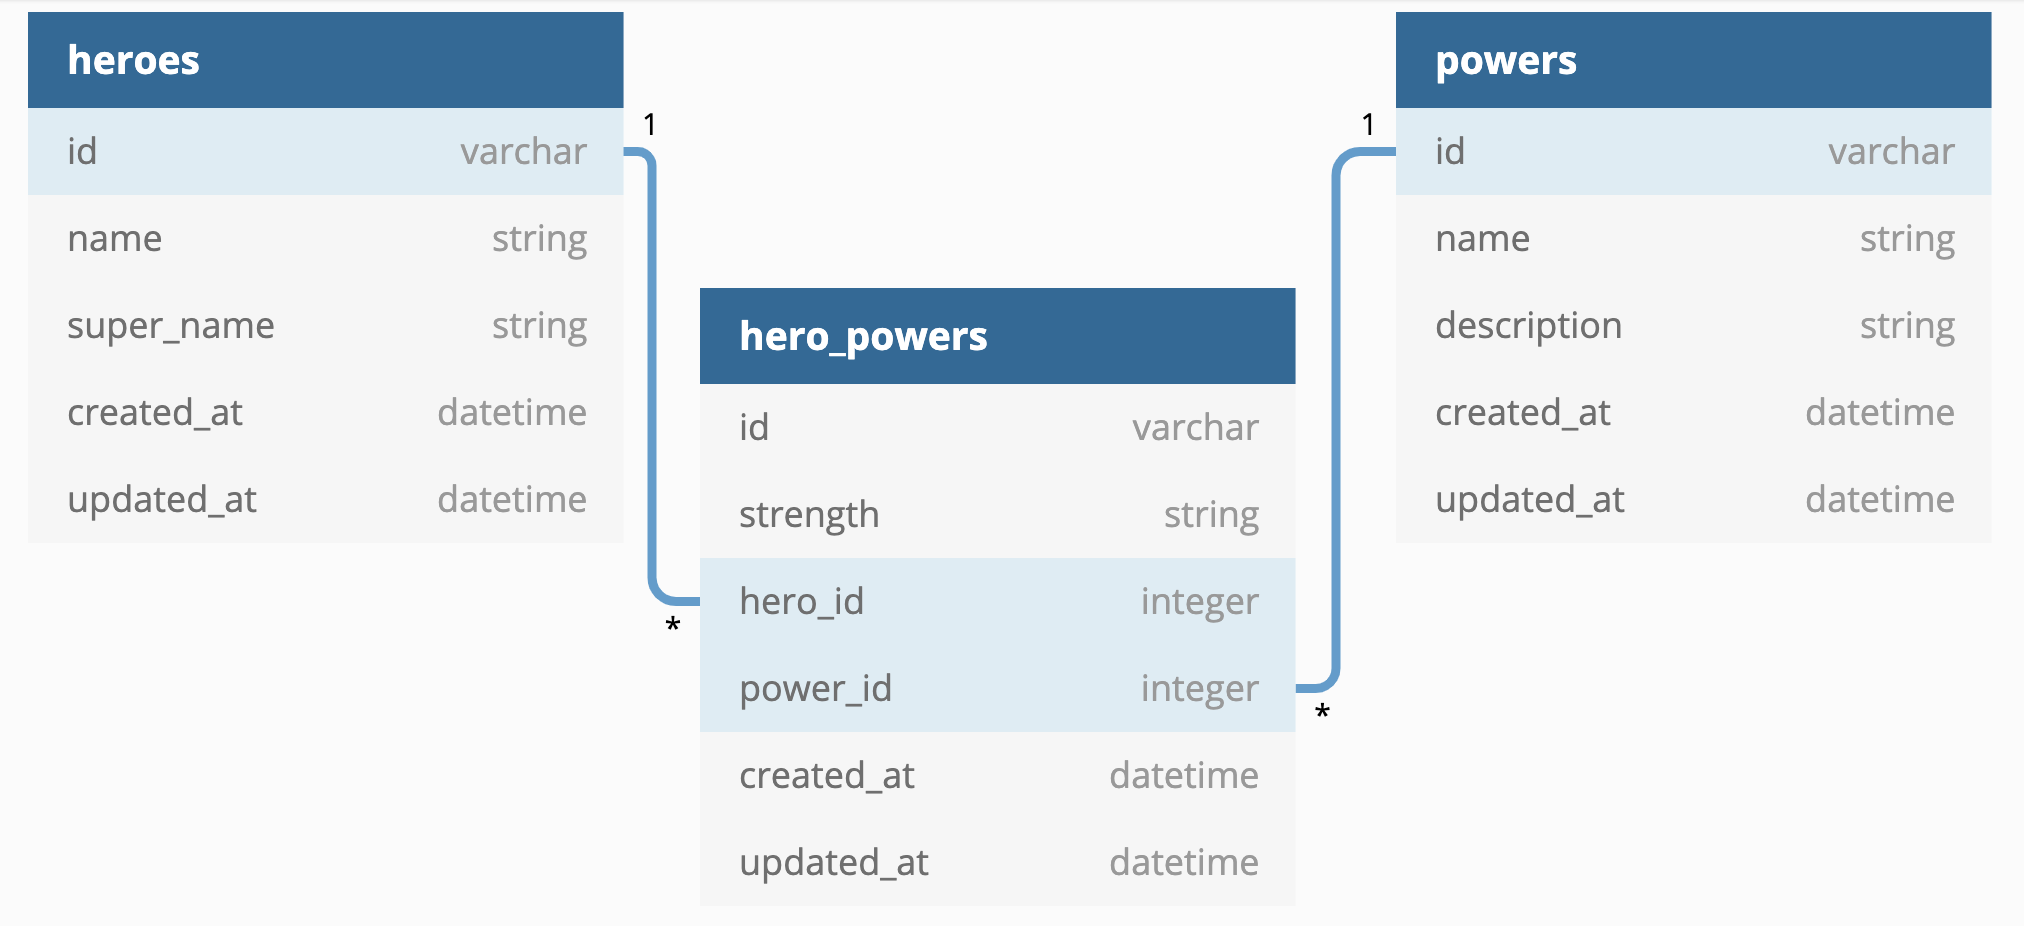 heroes
id varchar
name string
super_name string
created_at datetime
updated_at datetime
1
*
hero_powers
id varchar
strength string
hero_id integer
power_id integer
created_at datetime
updated_at datetime
1
*
powers
id varchar
name string
description string
created_at datetime
updated_at datetime